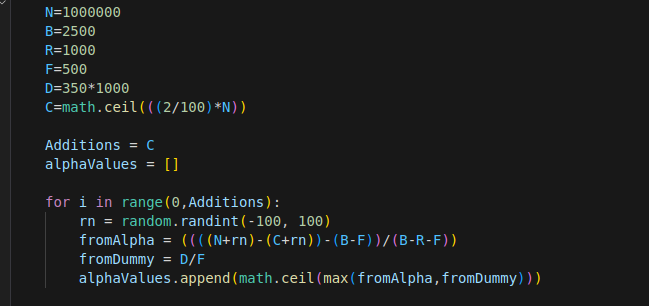 N=1000000
B=2500
R=1000
F=500
D=350*1000
C=math.ceil(((2/100)*N))
Additions = C
alphaValues = []
for i in range(0,Additions):
rn = random.randint(-100, 100)
fromAlpha = ((((N+rn)-(C+rn))-(B-F))/(B-R-F))
fromDummy = D/F
alphaValues.append(math.ceil(max(fromAlpha,fromDummy)))